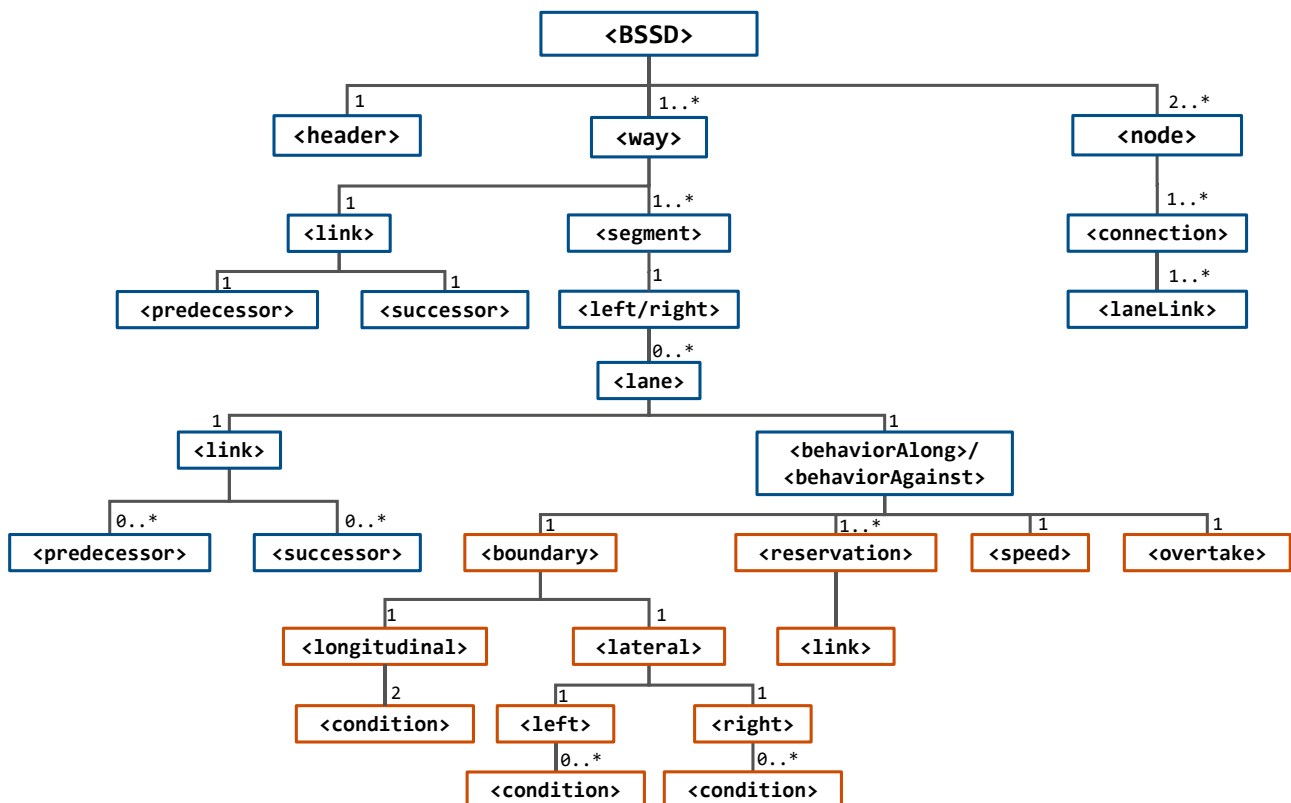 <BSSD>
1
1..*
2..*
<header>
<way>
<node>
1
1..*
1..*
<link>
<segment>
<connection>
1
1
1
1..*
<predecessor>
<successor>
<left/right>
<laneLink>
0..*
<lane>
1
1
<link>
<behaviorAlong>/
<behaviorAgainst>
0..*
0..*
1
1..*
1
1
<predecessor>
<successor>
<boundary>
<reservation>
<speed>
<overtake>
1
1
<longitudinal>
<lateral>
<link>
2
1
1
<condition>
<left>
<right>
0..*
0..*
<condition>
<condition>